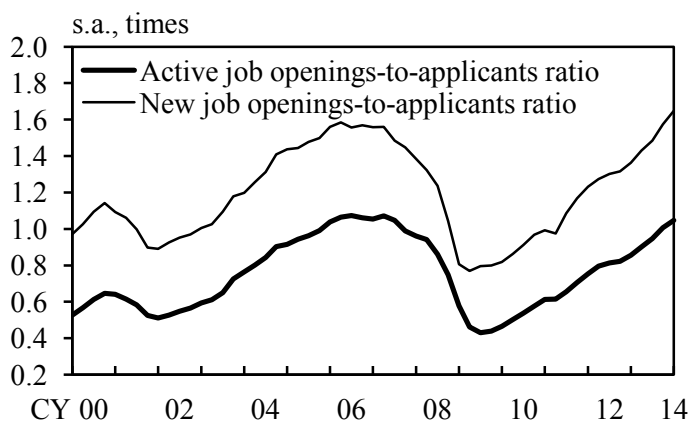 s.a., times
2.0
Active job openings-to-applicants ratio
1.8
New job openings-to-applicants ratio
1.6
1.4
1.2
1.0
0.8
0.6
0.4
0.2
CY 00 02 04 06 08 10 12 14